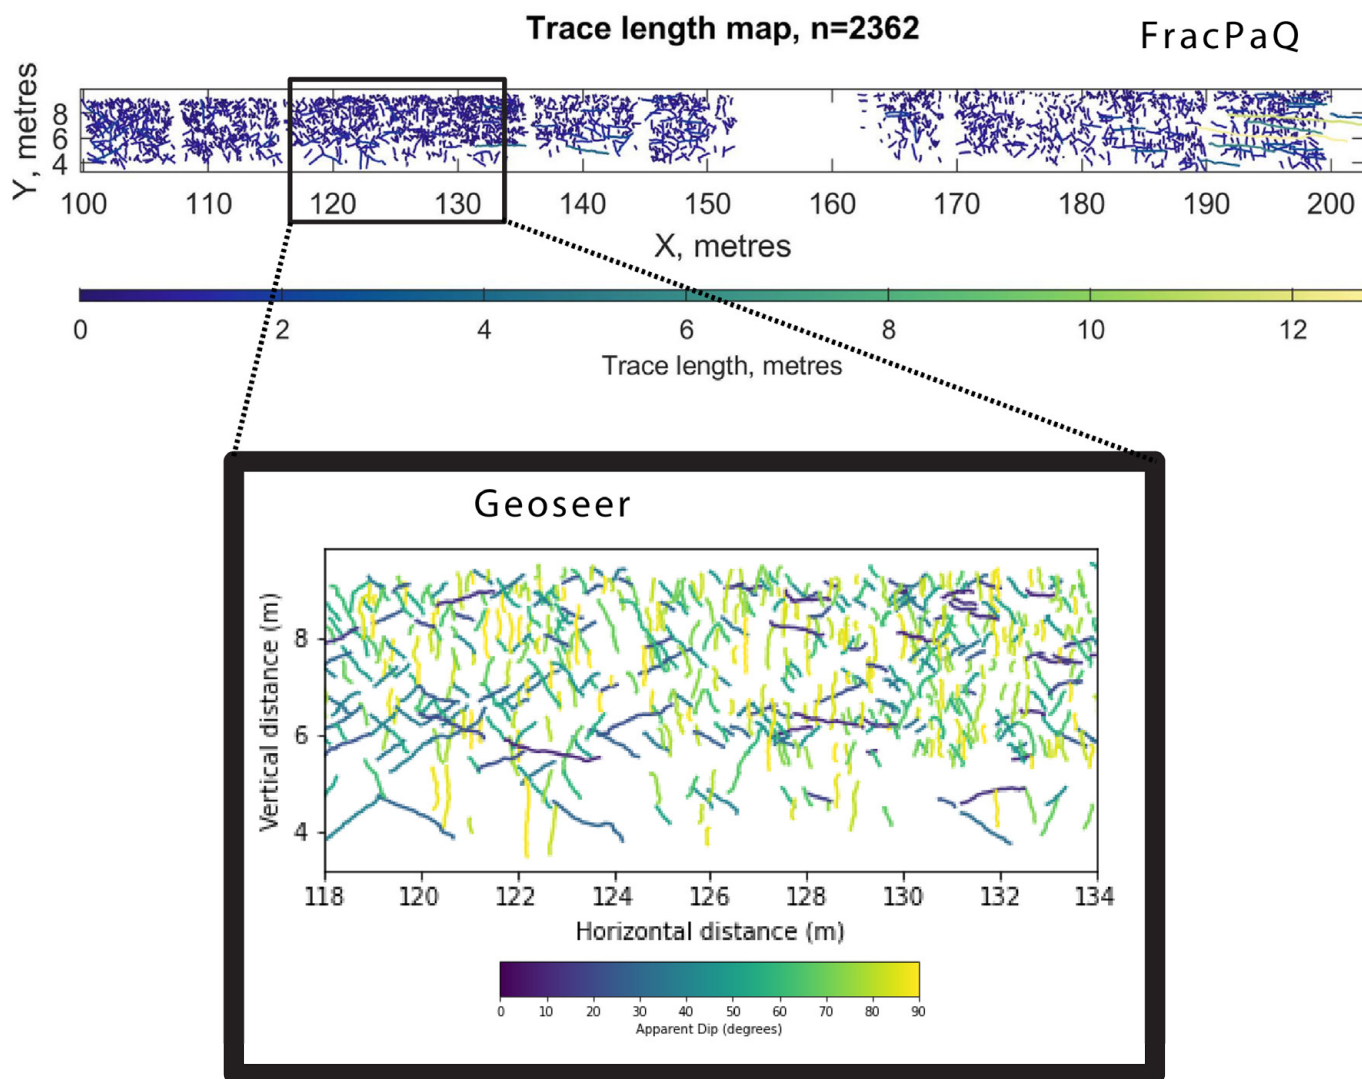 Trace length map, n=2362
FracPaQ
Y, metres
8
6
4
100 110 120 130 140 150 160 170 180 190 200
X, metres
0 2 4 6 8 10 12
Trace length, metres
Geoseer
Vertical distance (m)
8
6
4
118 120 122 124 126 128 130 132 134
Horizontal distance (m)
0 10 20 30 40 50 60 70 80 90
Apparent Dip (degrees)